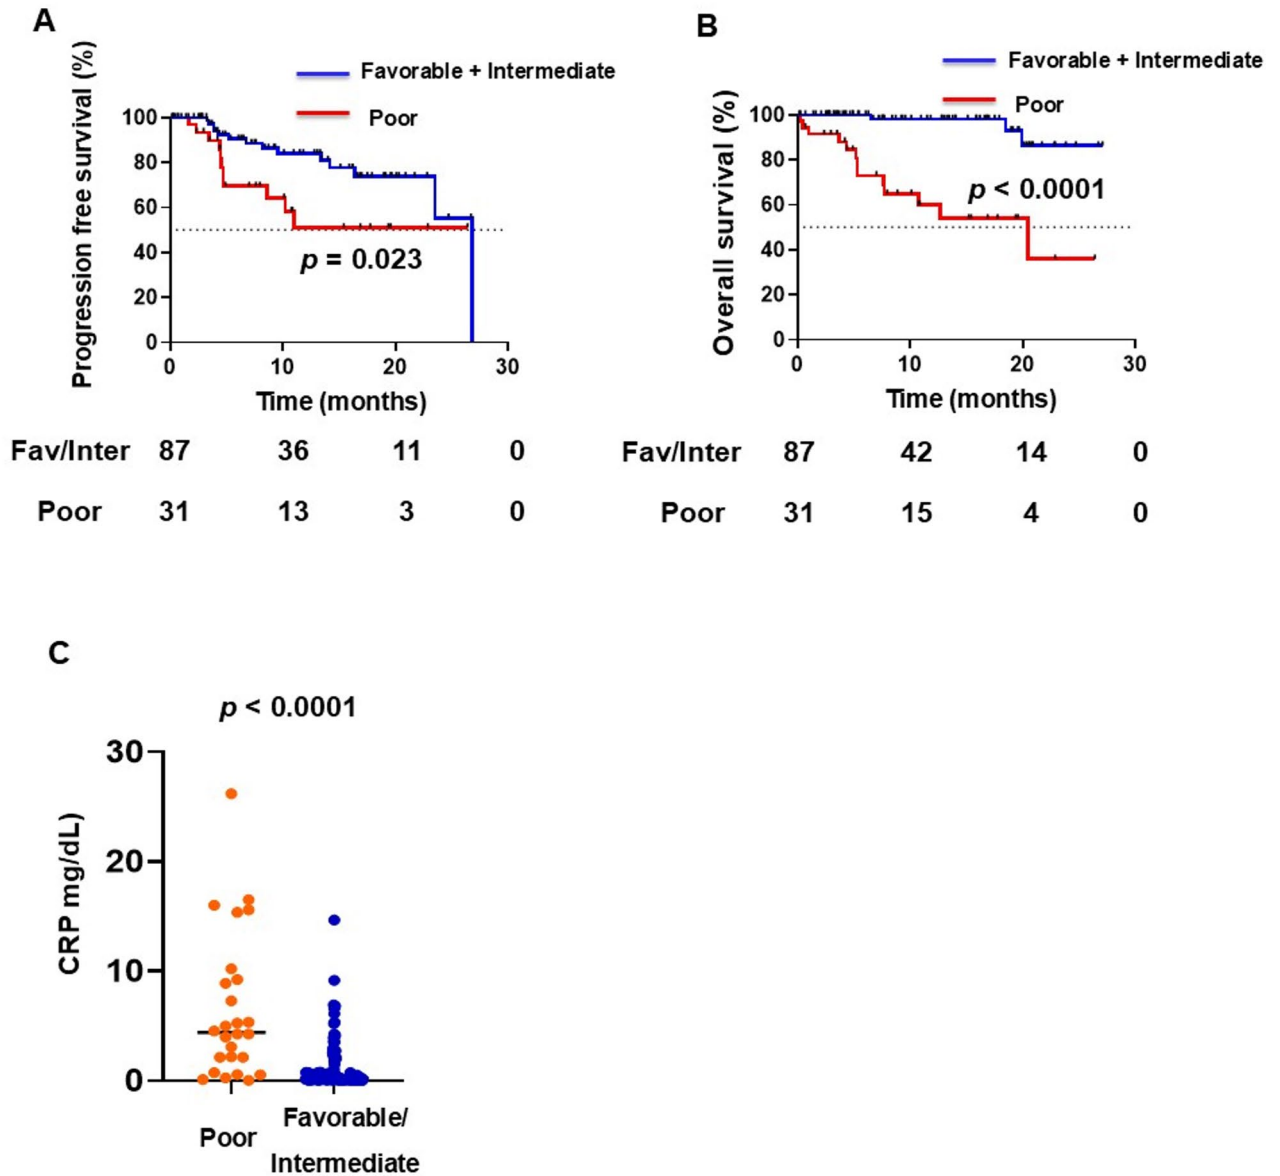 A
Progression free survival (%)
Favorable + Intermediate
Poor
100
80
60
40
20
0
p = 0.023
0 10 20 30
Time (months)
Fav/Inter 87 36 11 0
Poor 31 13 3 0
B
Overall survival (%)
Favorable + Intermediate
Poor
100
80
60
40
20
0
p < 0.0001
0 10 20 30
Time (months)
Fav/Inter 87 42 14 0
Poor 31 15 4 0
C
p < 0.0001
CRP mg/dL)
30
20
10
0
Poor
Favorable/
Intermediate